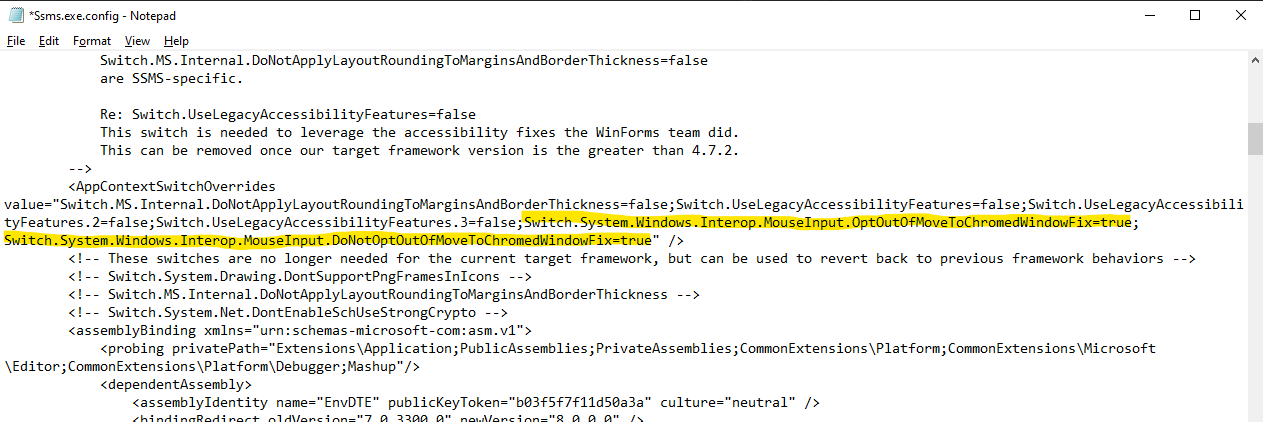 *Ssms.exe.config - Notepad
File Edit Format View Help
Switch.MS.Internal.DoNotApplyLayoutRoundingToMarginsAndBorderThickness=false
are SSMS-specific.
Re: Switch.UseLegacyAccessibilityFeatures=false
This switch is needed to leverage the accessibility fixes the WinForms team did.
This can be removed once our target framework version is the greater than 4.7.2.
-->
<AppContextSwitchOverrides
value="Switch.MS.Internal.DoNotApplyLayoutRoundingToMarginsAndBorderThickness=false;Switch.UseLegacyAccessibilityFeatures=false;Switch.UseLegacyAccessibili
tyFeatures.2=false;Switch.UseLegacyAccessibilityFeatures.3=false;Switch.System.Windows.Interop.MouseInput.OptOutOfMoveToChromedWindowFix=true;
Switch.System.Windows.Interop.MouseInput.DoNotOptOutOfMoveToChromedWindowFix=true" />
<!-- These switches are no longer needed for the current target framework, but can be used to revert back to previous framework behaviors -->
<!-- Switch.System.Drawing.DontSupportPngFramesInIcons -->
<!-- Switch.MS.Internal.DoNotApplyLayoutRoundingToMarginsAndBorderThickness -->
<!-- Switch.System.Net.DontEnableSchUseStrongCrypto -->
<assemblyBinding xmlns="urn:schemas-microsoft-com:asm.v1">
<probing privatePath="Extensions\Application;PublicAssemblies;PrivateAssemblies;CommonExtensions\Platform;CommonExtensions\Microsoft
\Editor;CommonExtensions\Platform\Debugger;Mashup"/>
<dependentAssembly>
<assemblyIdentity name="EnvDTE" publicKeyToken="b03f5f7f11d50a3a" culture="neutral" />
<bindingRedirect oldVersion="7.0.3300.0" newVersion="8.0.0.0" />